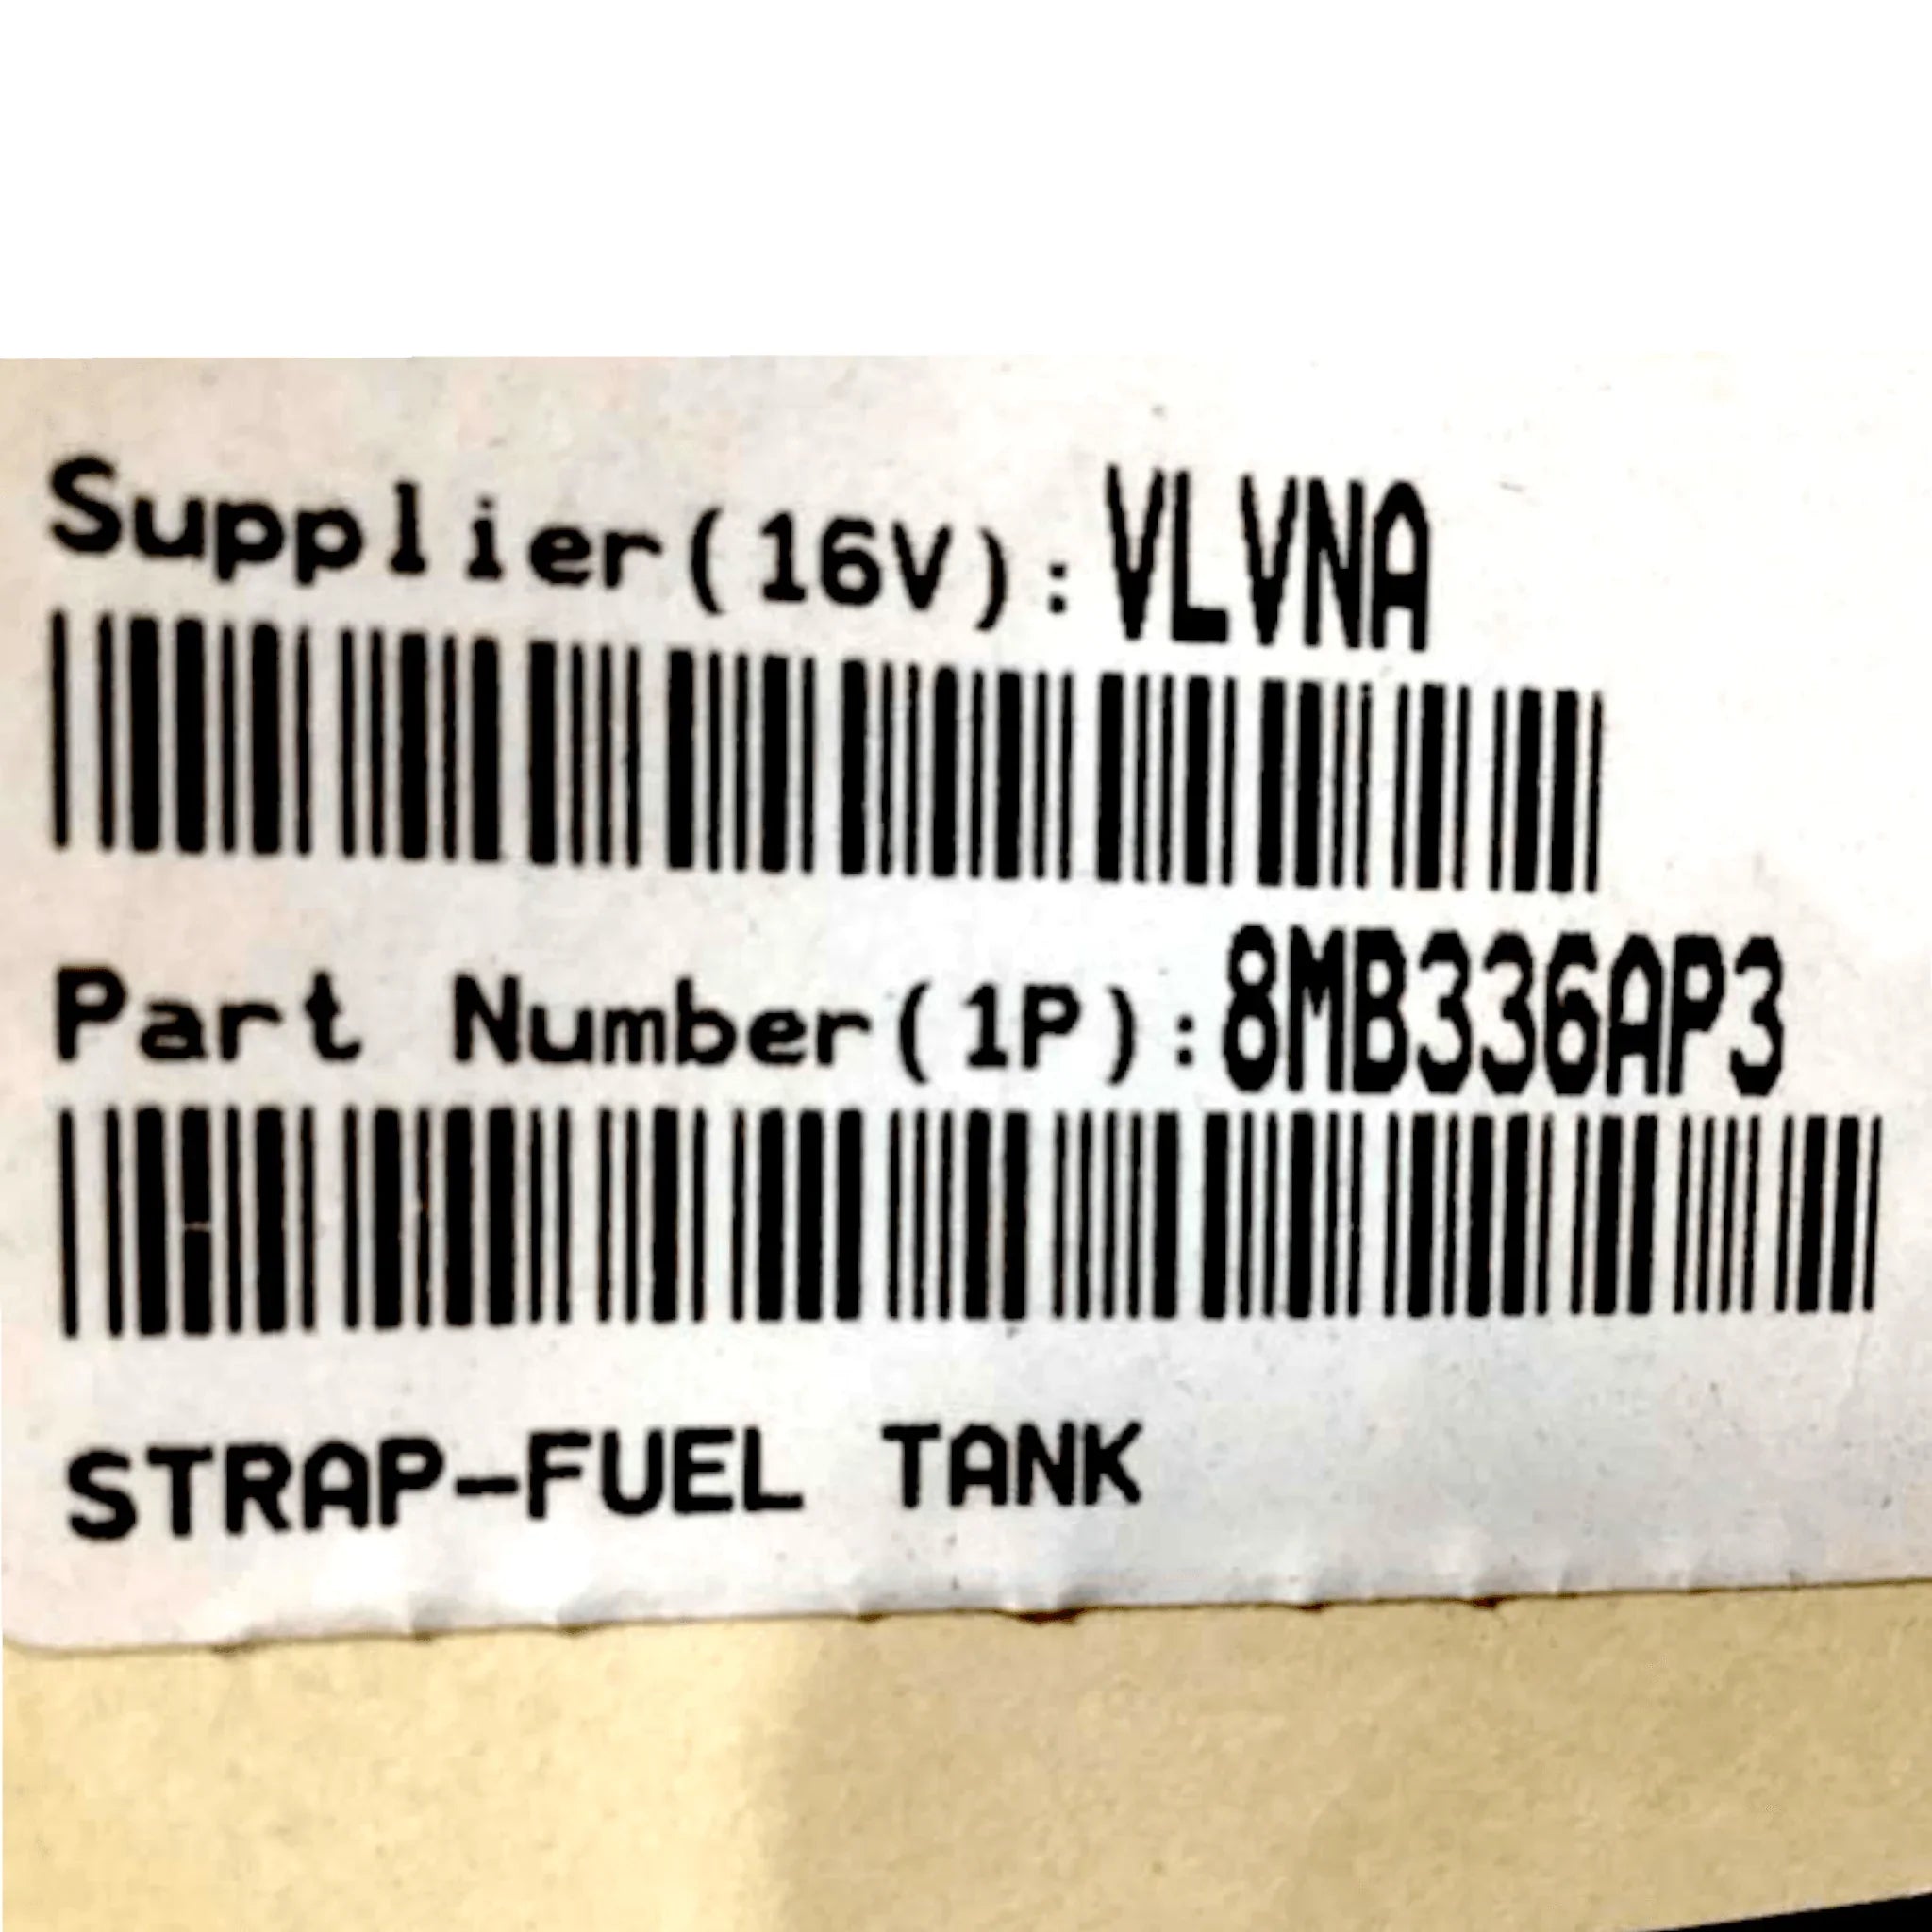 Supplier(16V):VLVNA
Part Number(1P):8MB336AP3
STRAP-FUEL TANK